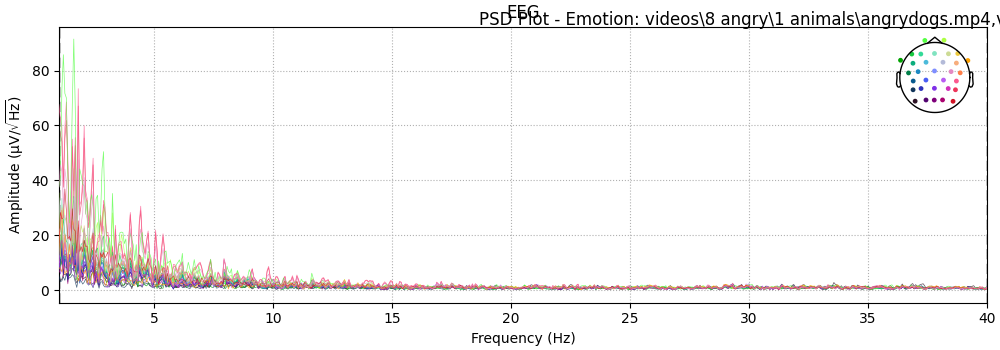 EEG
PSD Plot - Emotion: videos\8 angry\1 animals\angrydogs.mp4,v
Amplitude (µV/√Hz)
80
60
40
20
0
5 10 15 20 25 30 35 40
Frequency (Hz)